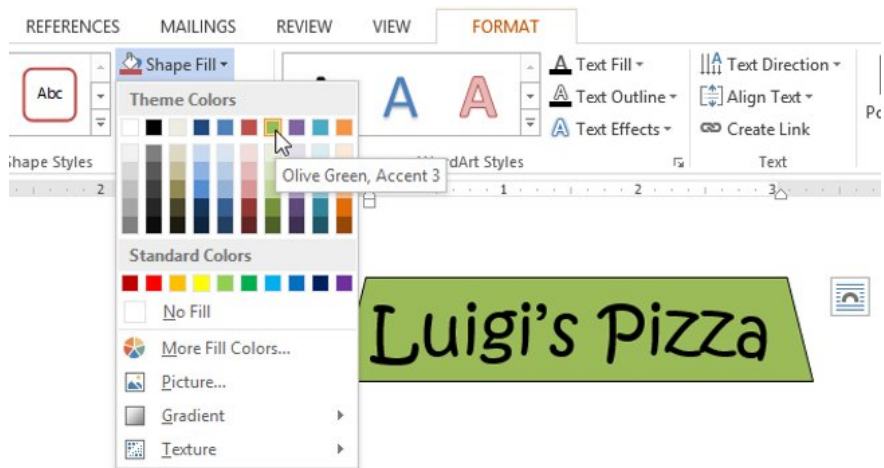 REFERENCES MAILINGS REVIEW VIEW FORMAT
Abc
Shape Fill
Theme Colors
Olive Green, Accent 3
Standard Colors
No Fill
More Fill Colors...
Picture...
Gradient
Texture
Shape Styles
A A
Text Fill
Text Outline
Text Effects
Art Styles
Text Direction
Align Text
Create Link
Text
2 1 2 3
Luigi's Pizza